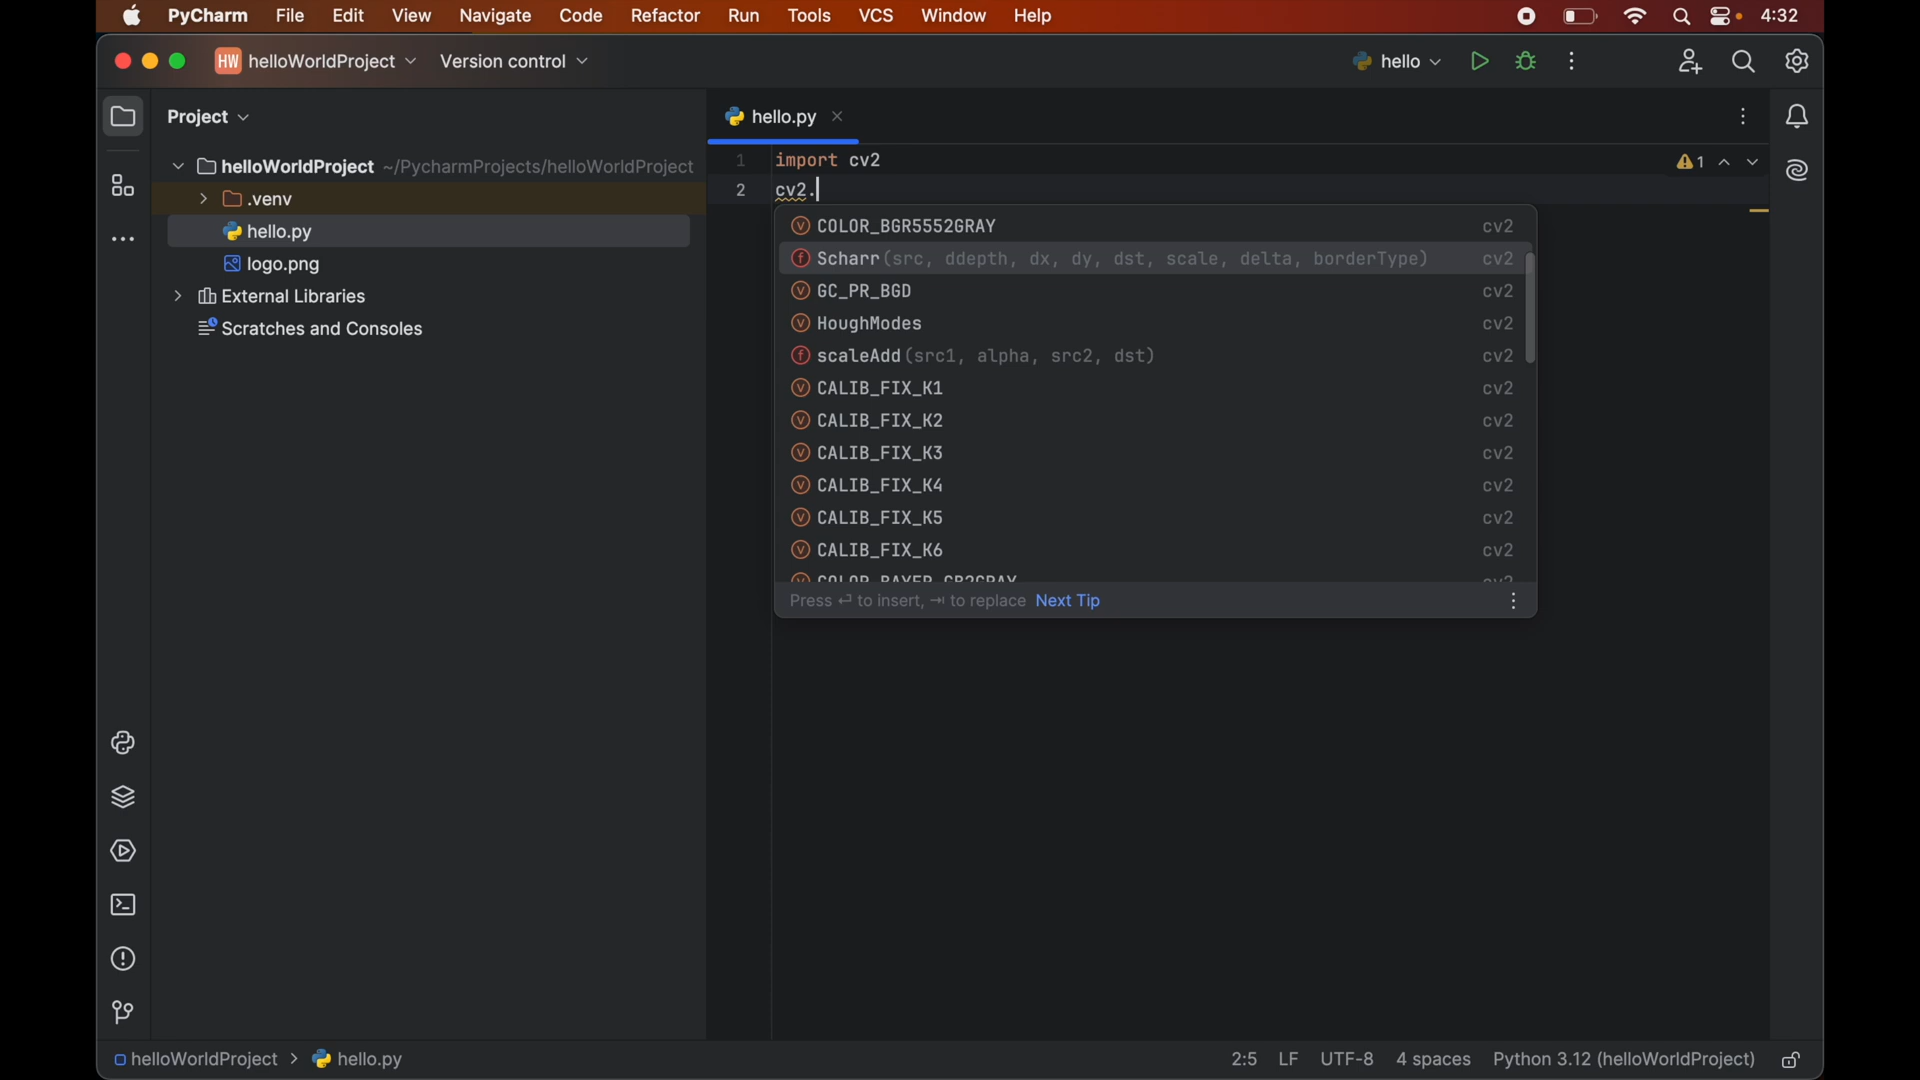 PyCharm File Edit View Navigate Code Refactor Run Tools VCS Window Help 4:32
HW helloWorldProject Version control hello
Project
hello.py
helloWorldProject ~/PycharmProjects/helloWorldProject
.venv
hello.py
logo.png
External Libraries
Scratches and Consoles
1 import cv2
1
2 cv2.
COLOR_BGR5552GRAY cv2
Scharr(src, ddepth, dx, dy, dst, scale, delta, borderType) cv2
GC_PR_BGD cv2
HoughModes cv2
scaleAdd(src1, alpha, src2, dst) cv2
CALIB_FIX_K1 cv2
CALIB_FIX_K2 cv2
CALIB_FIX_K3 cv2
CALIB_FIX_K4 cv2
CALIB_FIX_K5 cv2
CALIB_FIX_K6 cv2
Press ⏎ to insert, ⇥ to replace Next Tip
helloWorldProject > hello.py 2:5 LF UTF-8 4 spaces Python 3.12 (helloWorldProject)